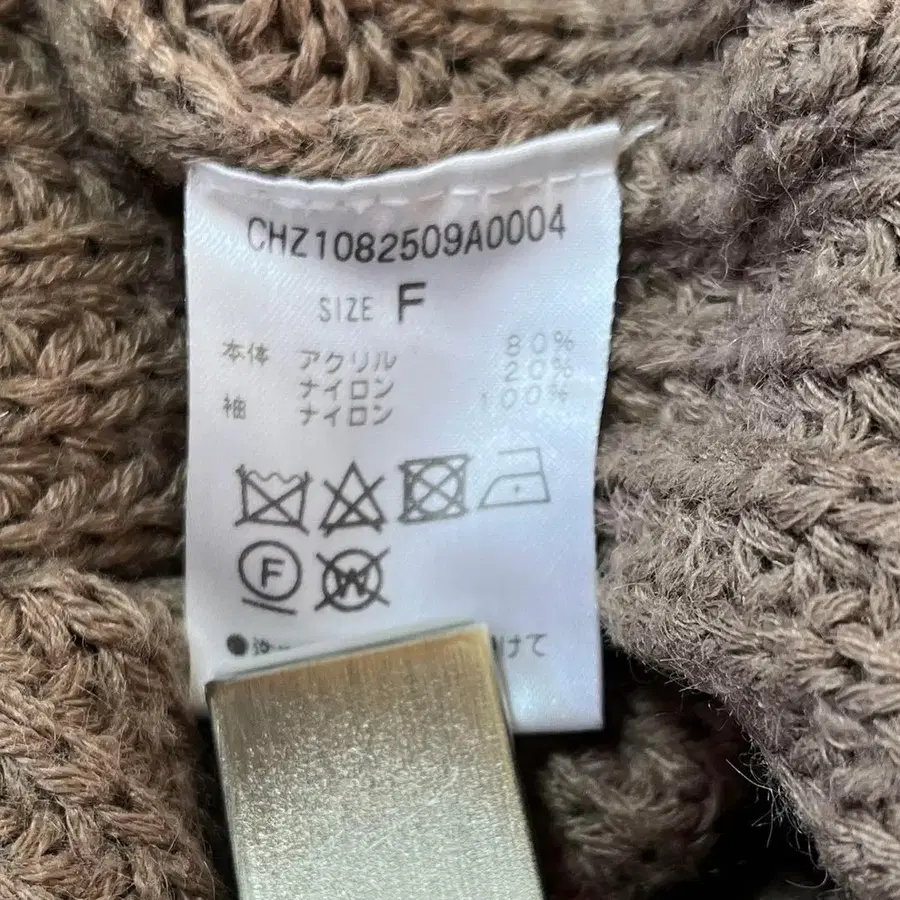 CHZ1082509A0004
SIZE F
本体 アクリル 80%
ナイロン 20%
袖 ナイロン 100%
F
W
けて